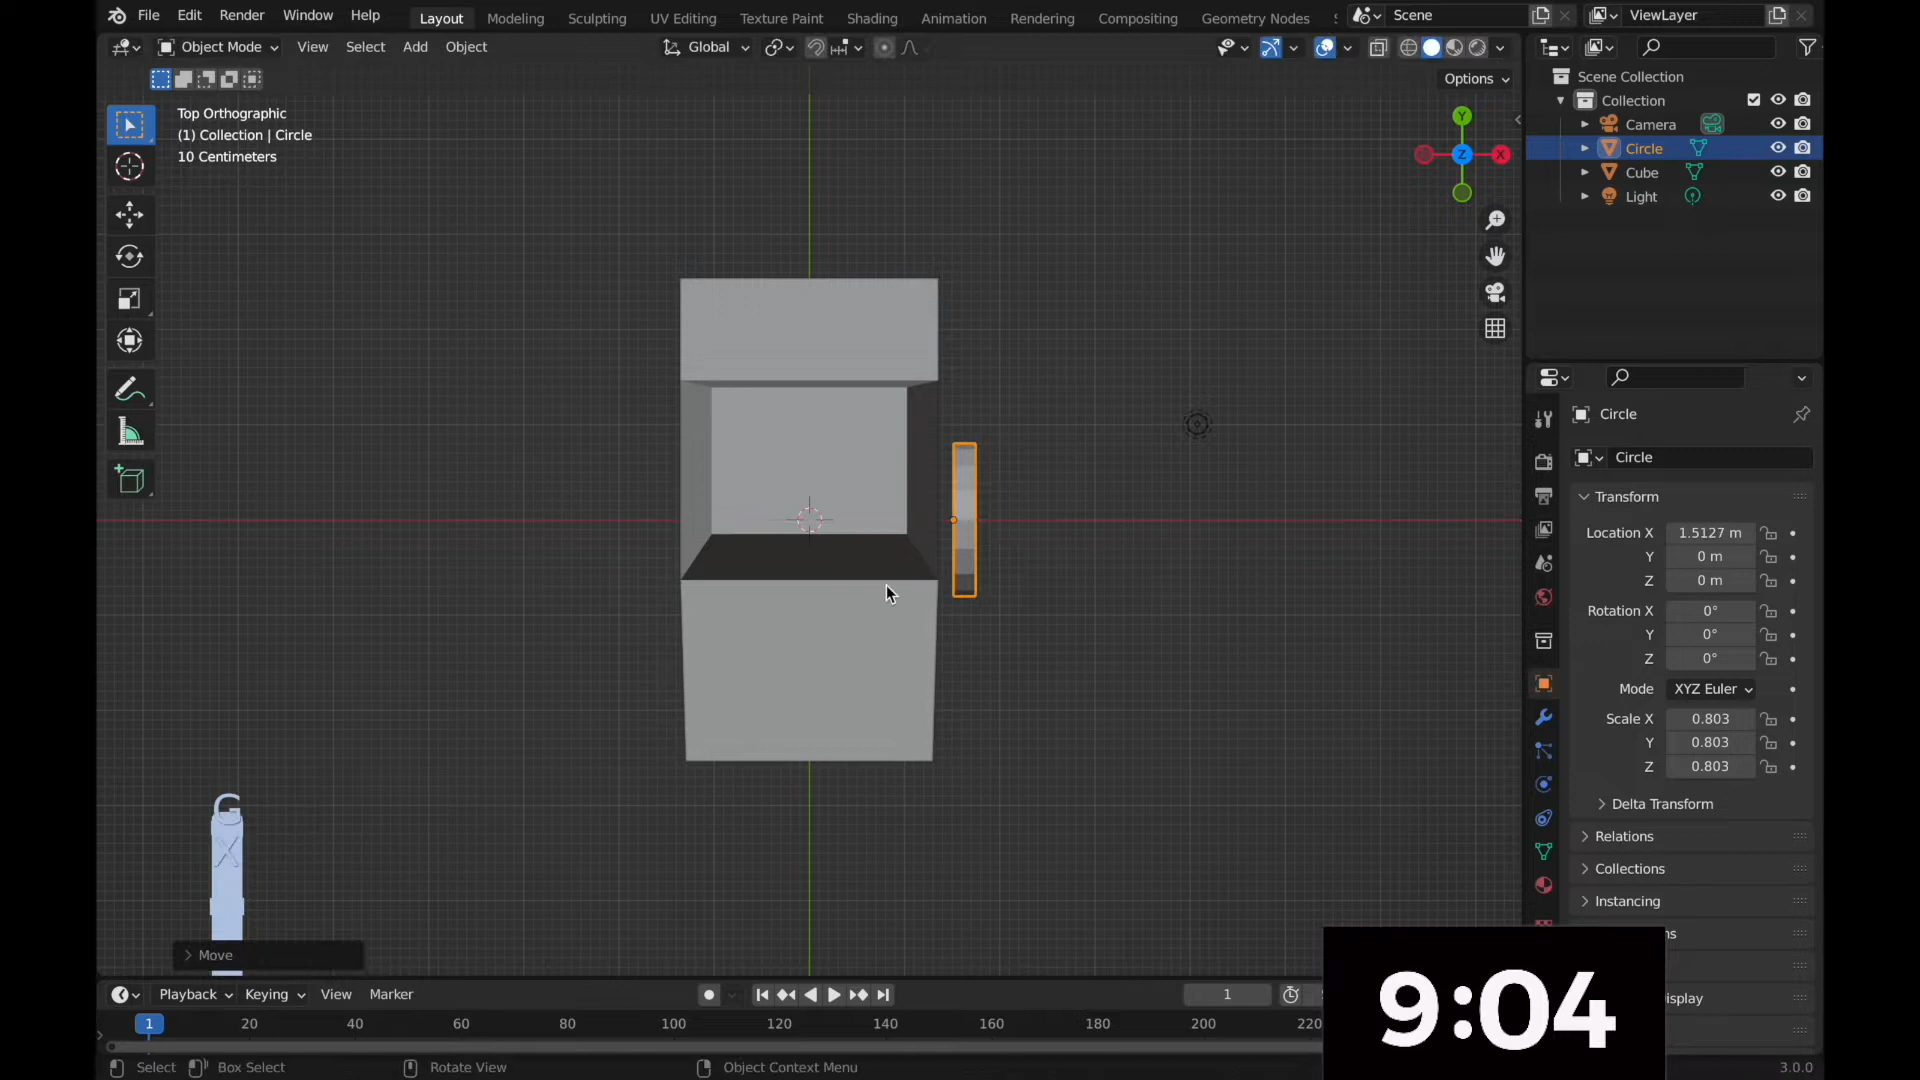 File Edit Render Window Help Layout Modeling Sculpting UV Editing Texture Paint Shading Animation Rendering Compositing Geometry Nodes Scene ViewLayer
Object Mode View Select Add Object Global
Options
Top Orthographic
(1) Collection | Circle
10 Centimeters
Y
Z X
Scene Collection
Collection
Camera
Circle
Cube
Light
Circle
Circle
Transform
Location X 1.5127 m
Y 0 m
Z 0 m
Rotation X 0°
Y 0°
Z 0°
Mode XYZ Euler
Scale X 0.803
Y 0.803
Z 0.803
Delta Transform
Relations
Collections
Instancing
G
X
Move
Playback Keying View Marker 1
1 20 40 60 80 100 120 140 160 180 200 220
9:04
Select Box Select Rotate View Object Context Menu 3.0.0